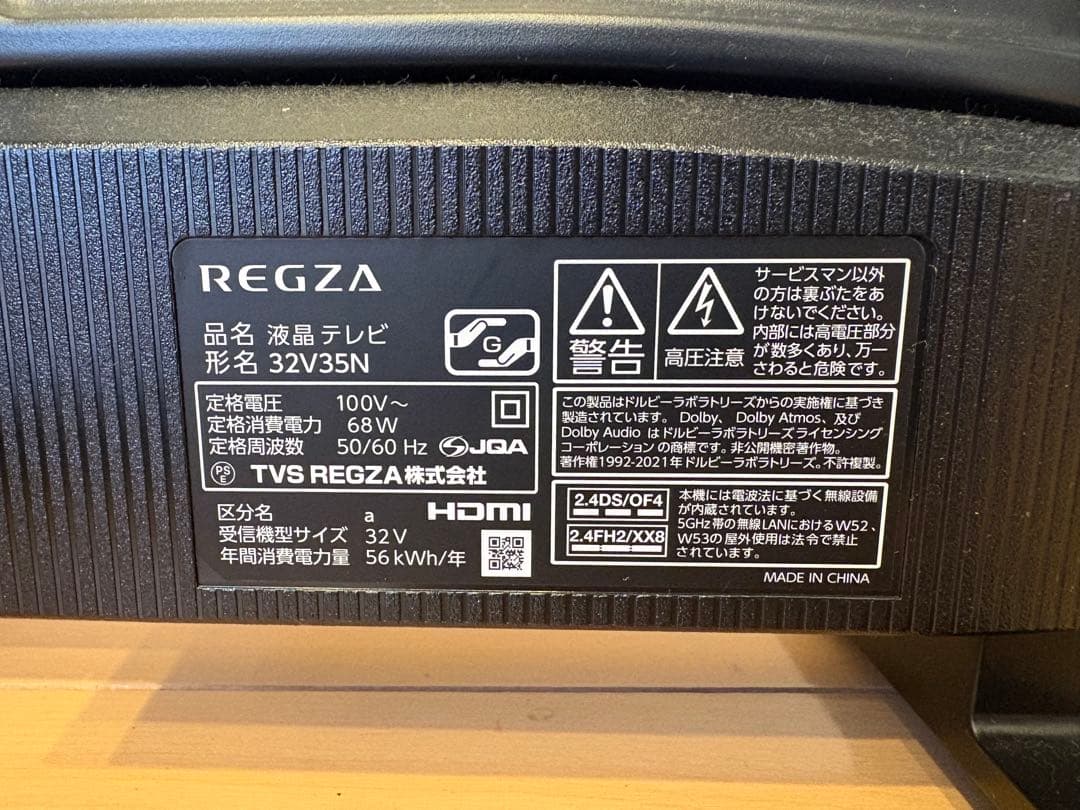 REGZA
品名 液晶テレビ
形名 32V35N
G
定格電圧 100V～
定格消費電力 68W
定格周波数 50/60 Hz JQA
PS
E
TVS REGZA株式会社
区分名 a
受信機型サイズ 32V
年間消費電力量 56kWh/年
HDMI
警告
高圧注意
サービスマン以外
の方は裏ぶたをあ
けないでください。
内部には高電圧部分
が数多くあり、万一
さわると危険です。
この製品はドルビーラボラトリーズからの実施権に基づき
製造されています。 Dolby、 Dolby Atmos、及び
Dolby Audio はドルビーラボラトリーズライセンシング
コーポレーションの商標です。非公開機密著作物。
著作権1992-2021年ドルビーラボラトリーズ。不許複製。
2.4DS/OF4
2.4FH2/XX8
本機には電波法に基づく無線設備
が内蔵されています。
5GHz帯の無線LANにおけるW52、
W53の屋外使用は法令で禁止
されています。
MADE IN CHINA